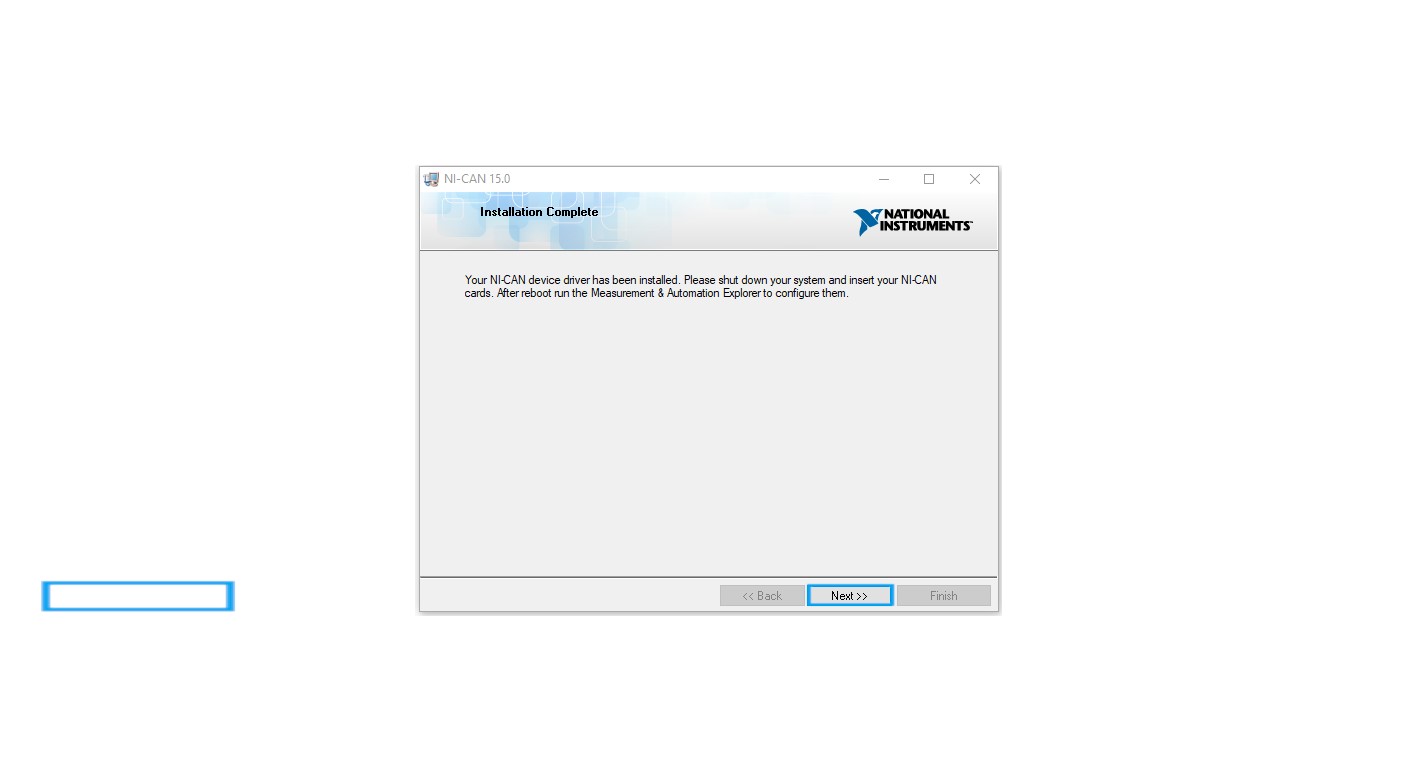 NI-CAN 15.0
Installation Complete
NATIONAL
INSTRUMENTS™
Your NI-CAN device driver has been installed. Please shut down your system and insert your NI-CAN
cards. After reboot run the Measurement & Automation Explorer to configure them.
<< Back
Next >>
Finish